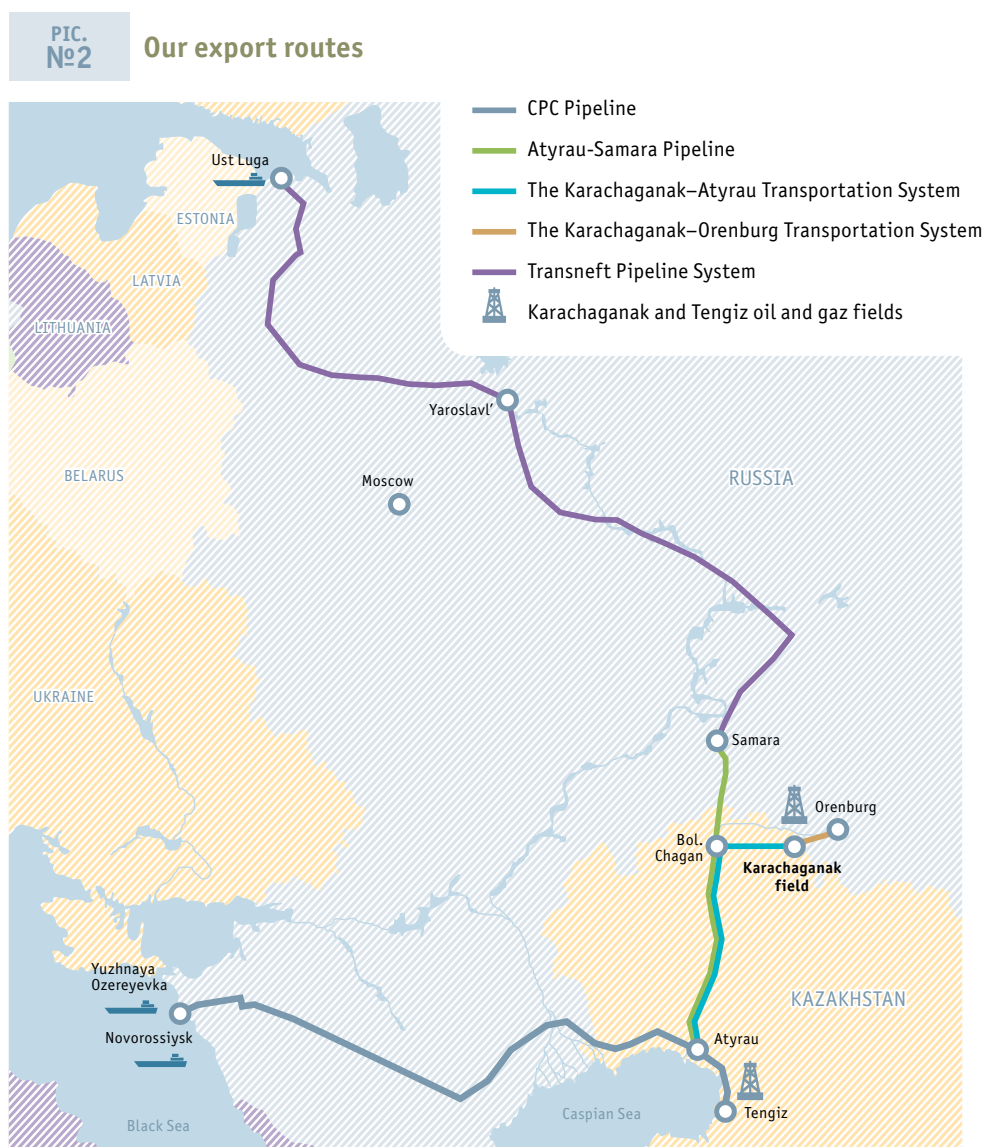 PIC.
№2
Our export routes
CPC Pipeline
Atyrau-Samara Pipeline
The Karachaganak–Atyrau Transportation System
The Karachaganak–Orenburg Transportation System
Transneft Pipeline System
Karachaganak and Tengiz oil and gaz fields
Ust Luga
ESTONIA
LATVIA
LITHUANIA
Yaroslavl’
BELARUS
Moscow
RUSSIA
UKRAINE
Samara
Orenburg
Bol.
Chagan
Karachaganak
field
Yuzhnaya
Ozereyevka
KAZAKHSTAN
Novorossiysk
Atyrau
Tengiz
Caspian Sea
Black Sea